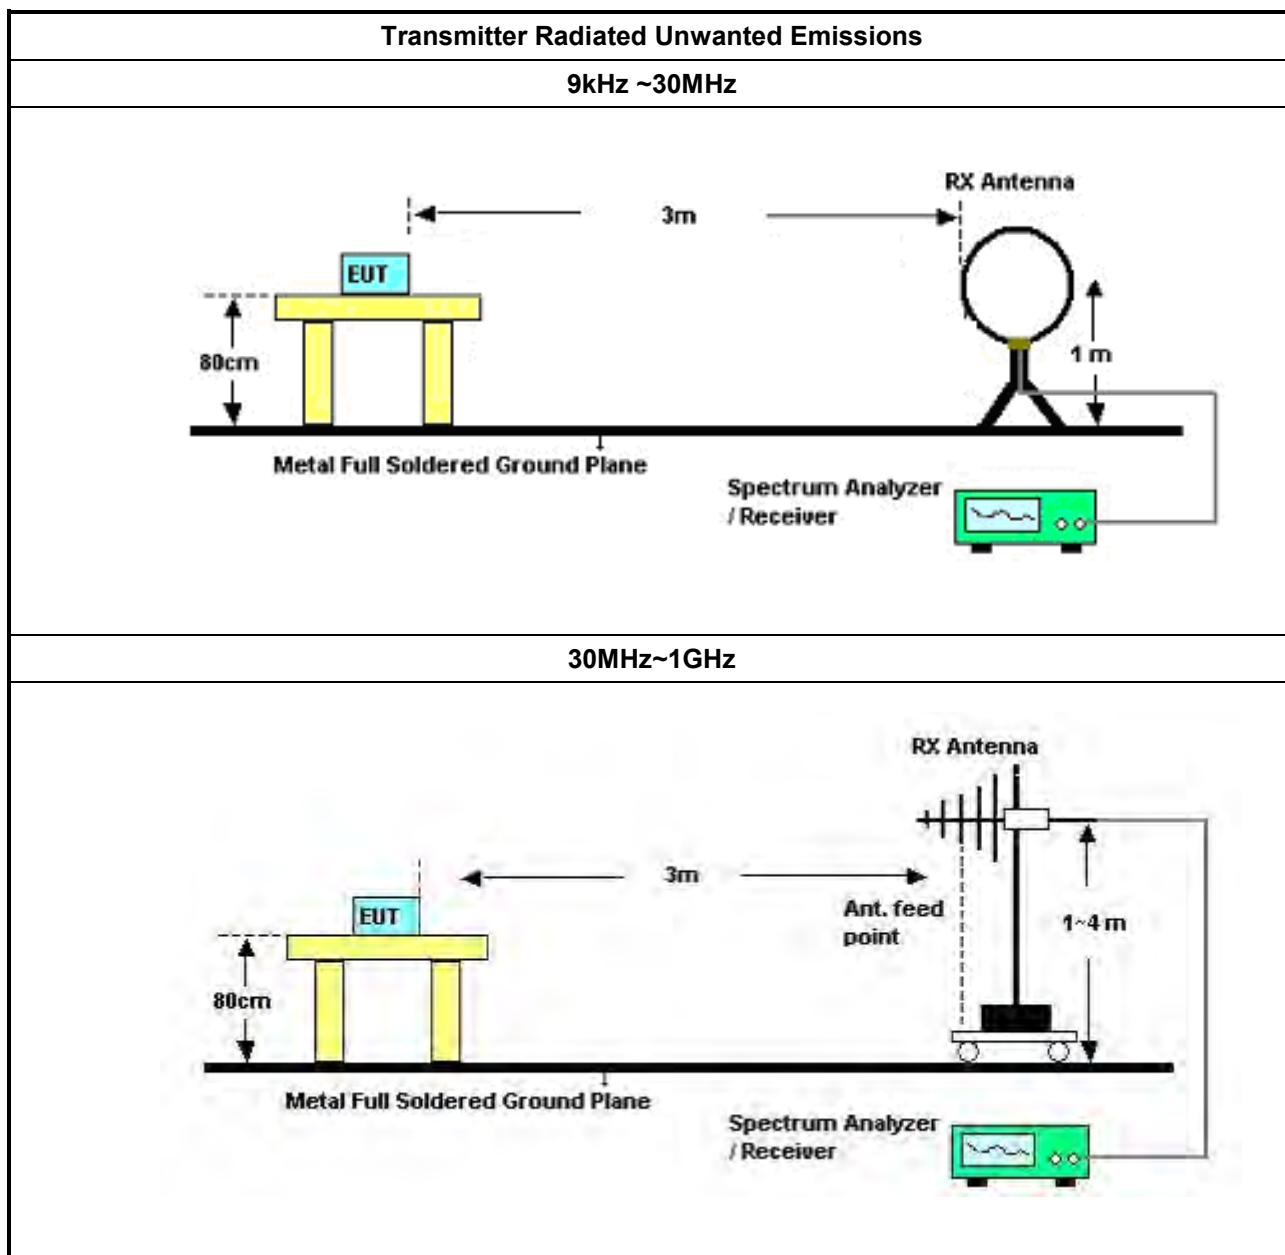 Transmitter Radiated Unwanted Emissions
9kHz ~30MHz
RX Antenna
3m
EUT
80cm
1 m
Metal Full Soldered Ground Plane
Spectrum Analyzer
/ Receiver
30MHz~1GHz
RX Antenna
3m
EUT
Ant. feed
point
1~4 m
80cm
Metal Full Soldered Ground Plane
Spectrum Analyzer
/ Receiver